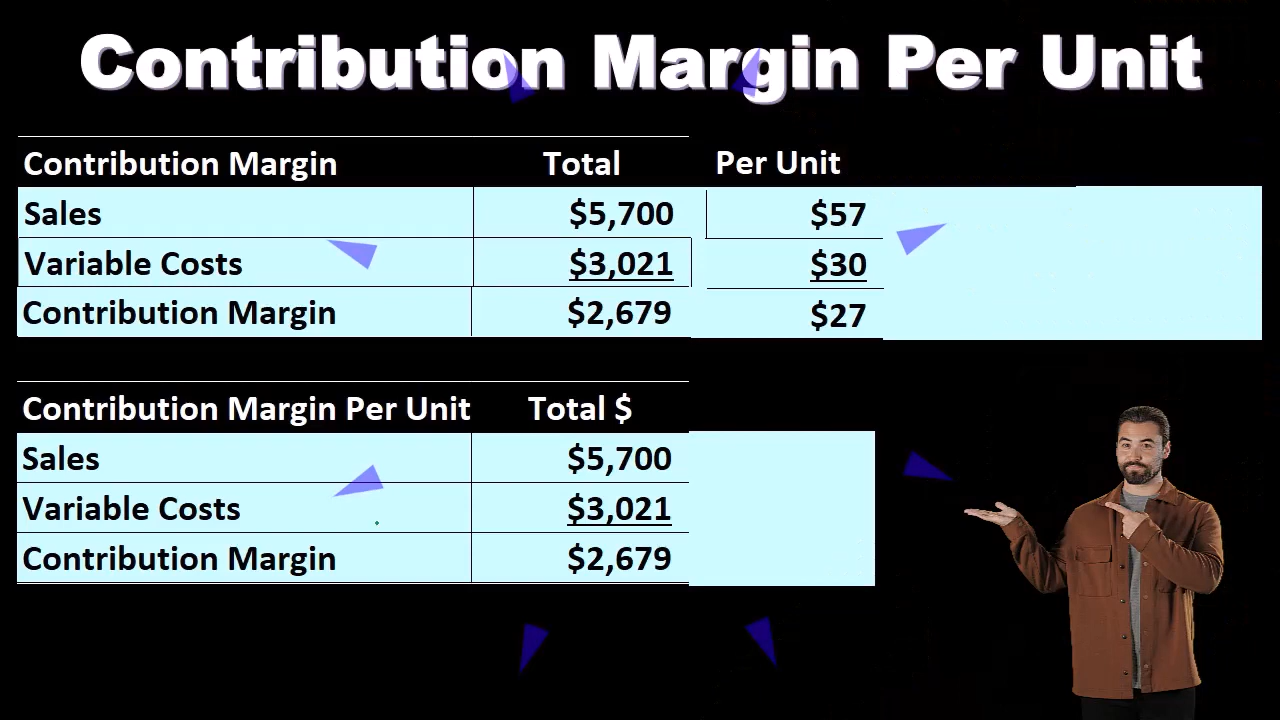 Contribution Margin Per Unit
Contribution Margin Total Per Unit
Sales $5,700 $57
Variable Costs $3,021 $30
Contribution Margin $2,679 $27
Contribution Margin Per Unit Total $
Sales $5,700
Variable Costs $3,021
Contribution Margin $2,679